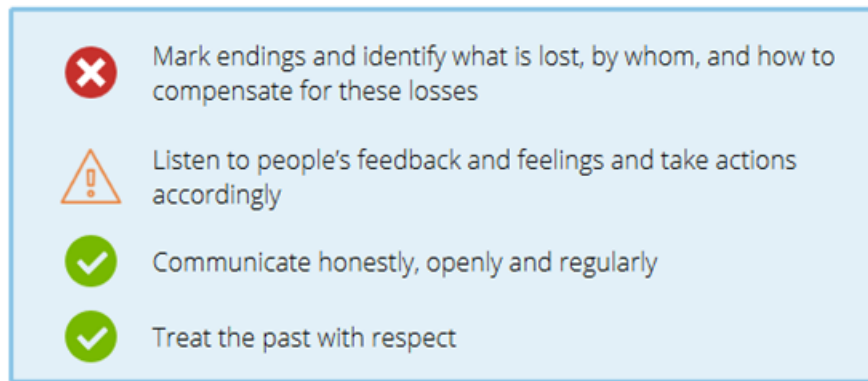 Mark endings and identify what is lost, by whom, and how to
compensate for these losses
Listen to people's feedback and feelings and take actions
accordingly
Communicate honestly, openly and regularly
Treat the past with respect